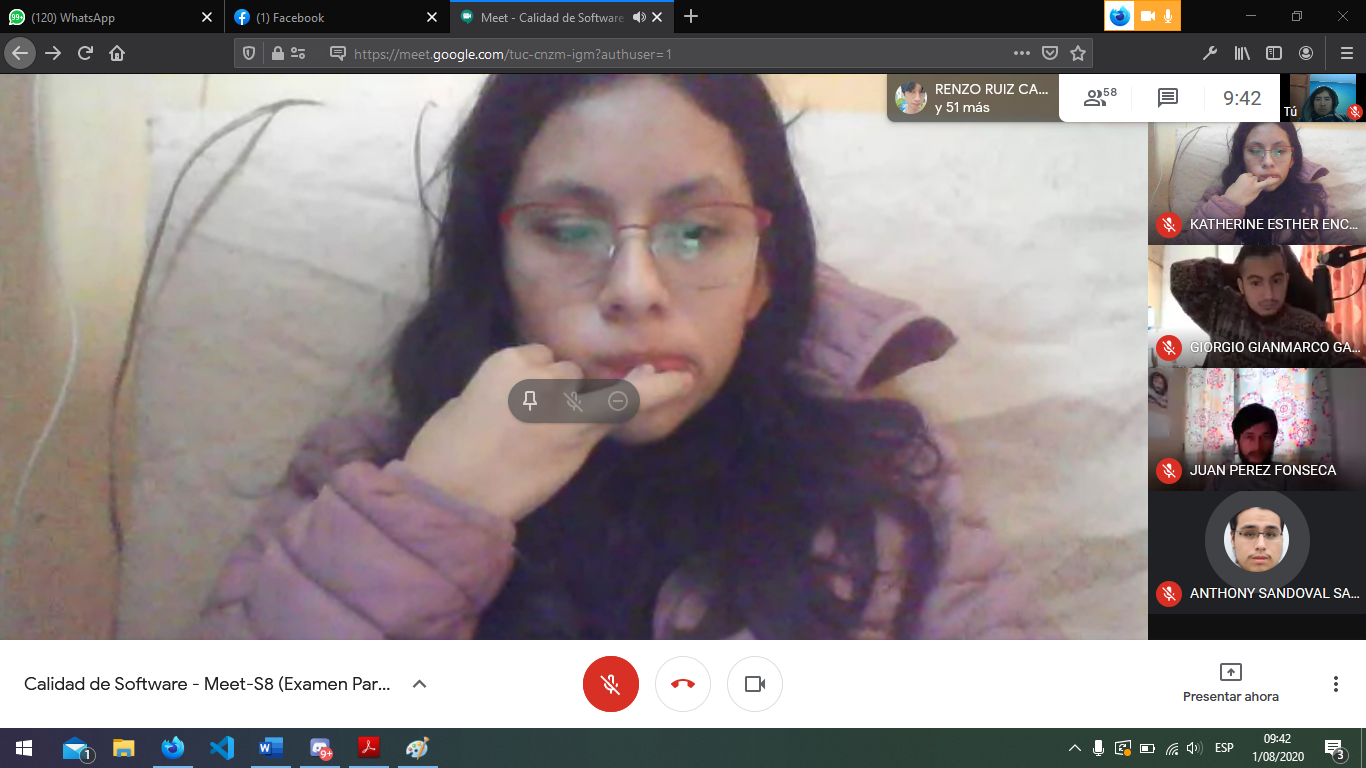 99+
(120) WhatsApp
(1) Facebook
Meet - Calidad de Software
https://meet.google.com/tuc-cnzm-igm?authuser=1
RENZO RUIZ CA...
y 51 más
58
9:42
Tú
KATHERINE ESTHER ENC...
GIORGIO GIANMARCO GA...
JUAN PEREZ FONSECA
ANTHONY SANDOVAL SA...
Calidad de Software - Meet-S8 (Examen Par...
Presentar ahora
1
9+
ESP
09:42
1/08/2020
3